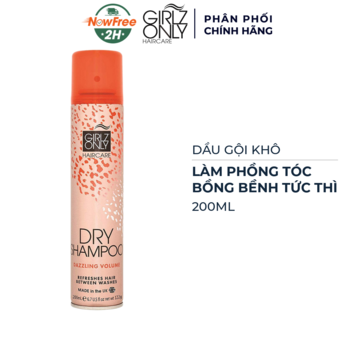 NowFree
2H
GIRLZ
ONLY
HAIRCARE
PHÂN PHỐI
CHÍNH HÃNG
GIRLZ
ONLY
HAIRCARE
DRY
SHAMPOO
DAZZLING VOLUME
REFRESHES HAIR
BETWEEN WASHES
MADE in the UK
DẦU GỘI KHÔ
LÀM PHỒNG TÓC
BỒNG BỀNH TỨC THÌ
200ML